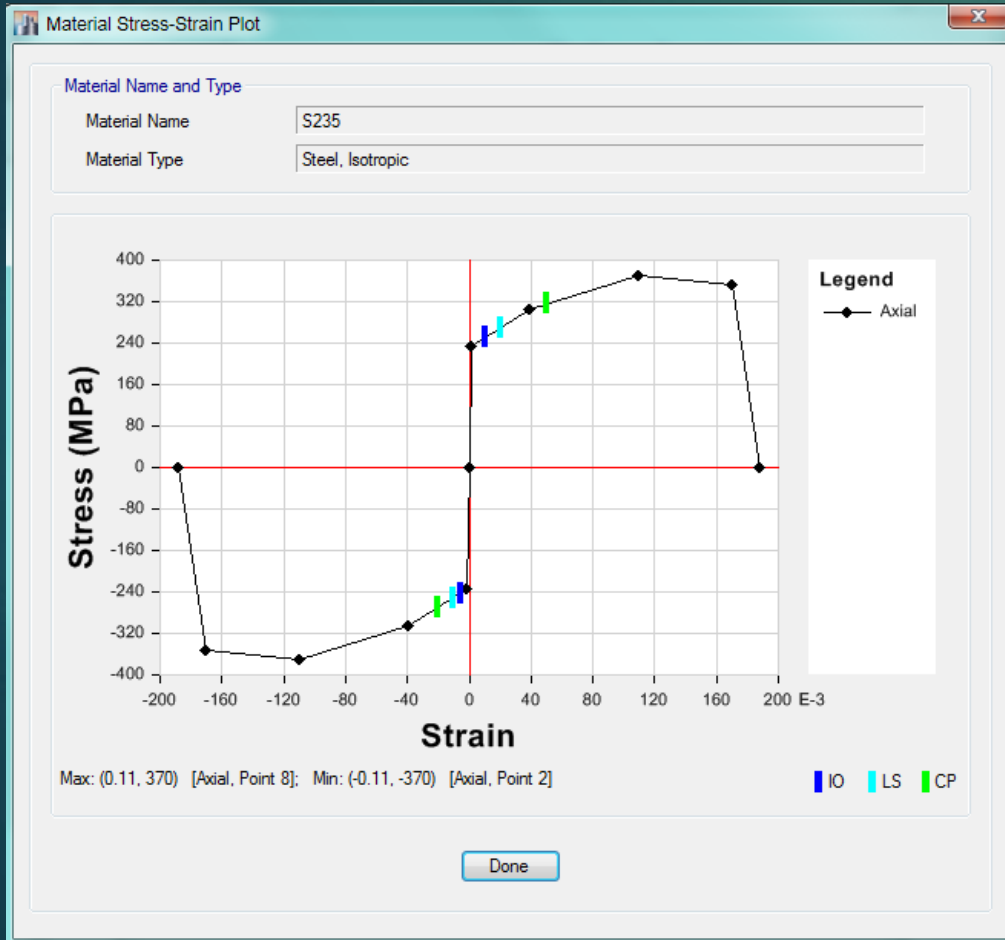 Material Stress-Strain Plot
Material Name and Type
Material Name S235
Material Type Steel, Isotropic
Stress (MPa)
400
320
240
160
80
0
-80
-160
-240
-320
-400
-200 -160 -120 -80 -40 0 40 80 120 160 200 E-3
Strain
Legend
Axial
Max: (0.11, 370) [Axial, Point 8]; Min: (-0.11, -370) [Axial, Point 2]
IO LS CP
Done